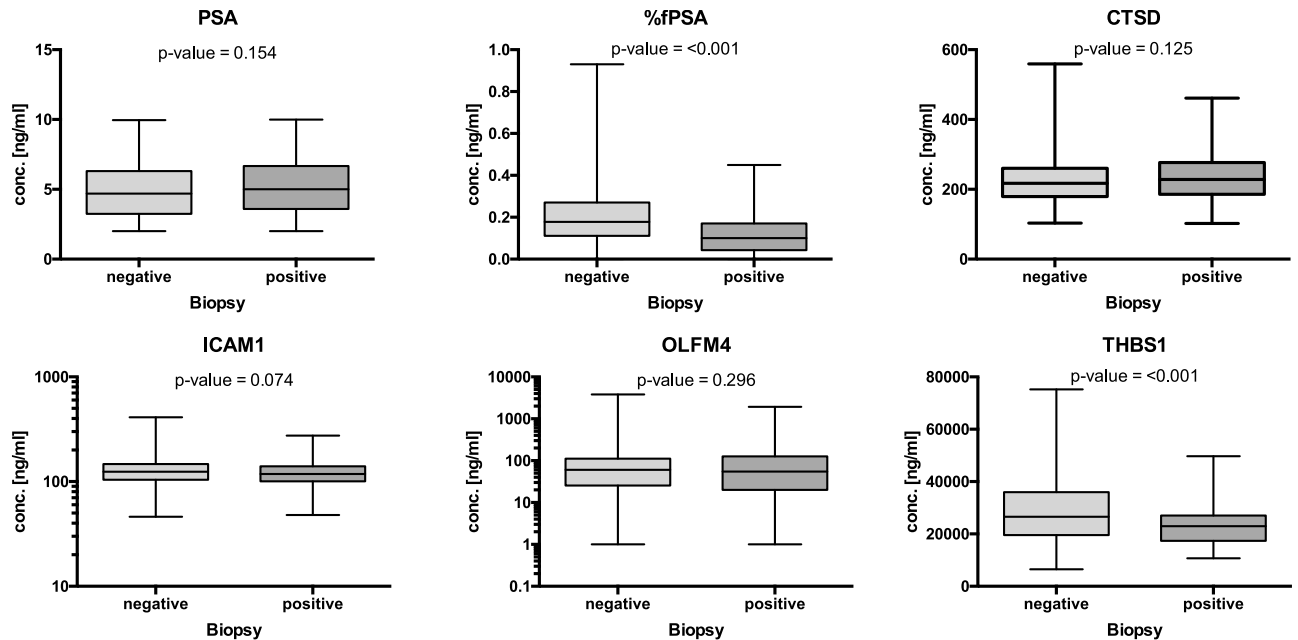 PSA
p-value = 0.154
15
10
5
0
conc. [ng/ml]
negative
positive
Biopsy
%fPSA
p-value = <0.001
1.0
0.8
0.6
0.4
0.2
0.0
conc. [ng/ml]
negative
positive
Biopsy
CTSD
p-value = 0.125
600
400
200
0
conc. [ng/ml]
negative
positive
Biopsy
ICAM1
p-value = 0.074
1000
100
10
conc. [ng/ml]
negative
positive
Biopsy
OLFM4
p-value = 0.296
10000
1000
100
10
1
0.1
conc. [ng/ml]
negative
positive
Biopsy
THBS1
p-value = <0.001
80000
60000
40000
20000
0
conc. [ng/ml]
negative
positive
Biopsy